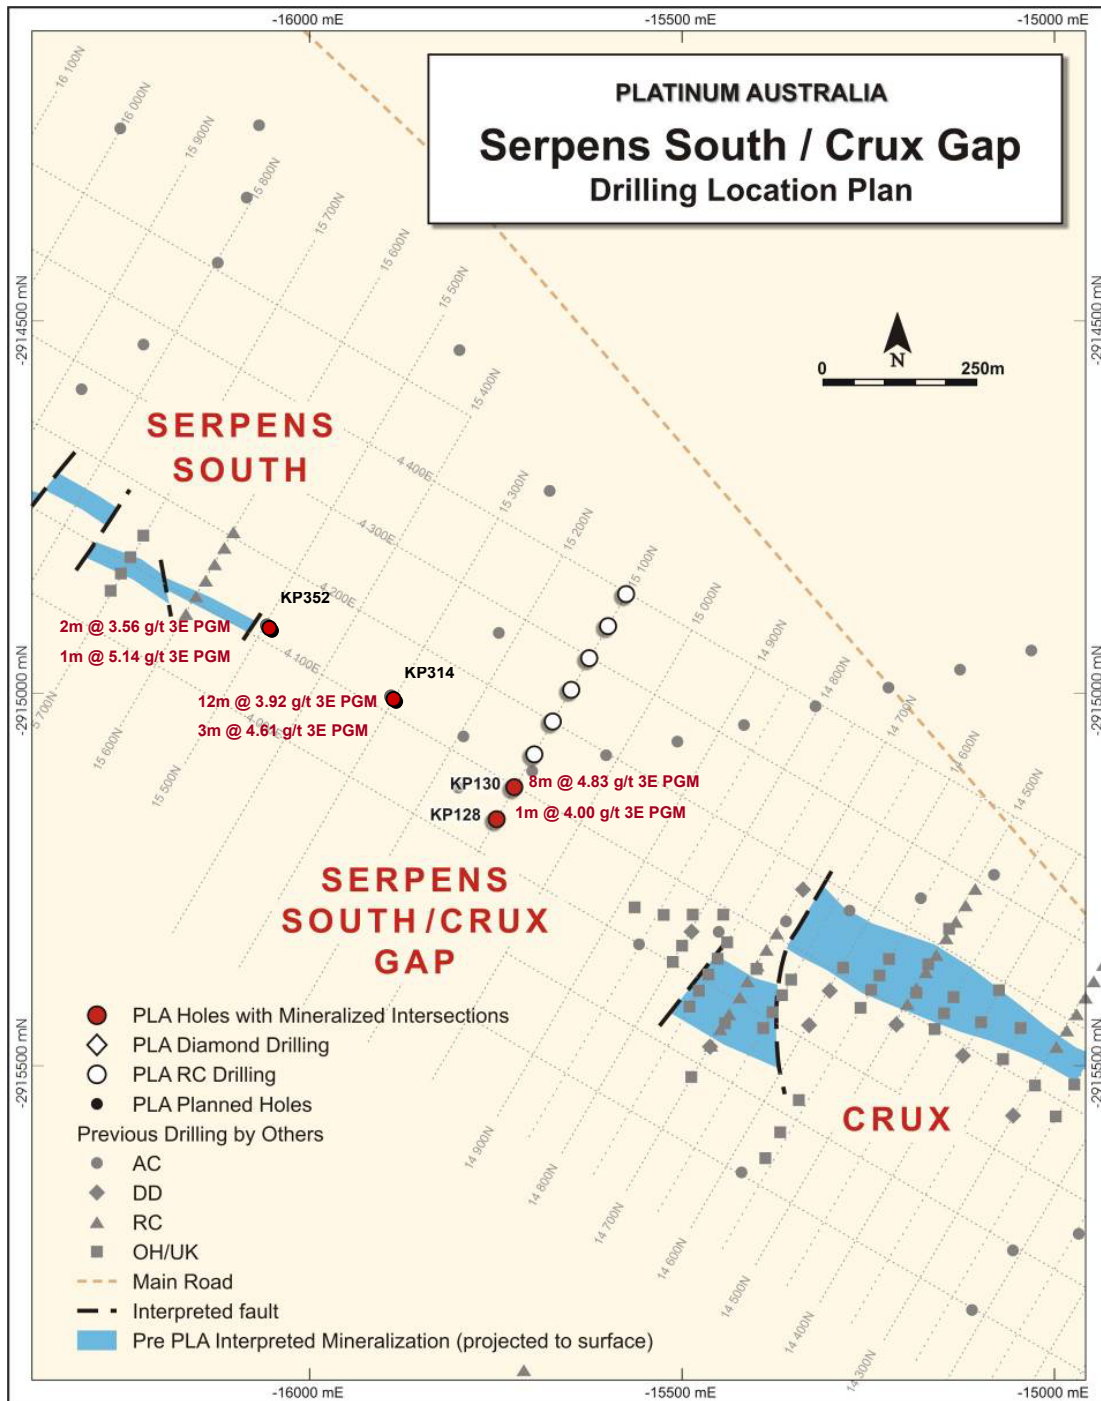 -16000 mE
-15500 mE
-15000 mE
PLATINUM AUSTRALIA
Serpens South / Crux Gap
Drilling Location Plan
16 100N
16 000N
15 900N
15 800N
15 700N
15 600N
15 500N
15 400N
15 300N
15 200N
15 100N
15 000N
14 900N
14 800N
14 700N
14 600N
14 500N
-2914500 mN
-2914500 mN
0
250m
N
SERPENS
SOUTH
4 400E
4 300E
4 200E
4 100E
4 000E
KP352
2m @ 3.56 g/t 3E PGM
1m @ 5.14 g/t 3E PGM
KP314
12m @ 3.92 g/t 3E PGM
3m @ 4.61 g/t 3E PGM
-2915000 mN
-2915000 mN
5 700N
15 600N
15 500N
KP130
8m @ 4.83 g/t 3E PGM
KP128
1m @ 4.00 g/t 3E PGM
SERPENS
SOUTH/CRUX
GAP
CRUX
-2915500 mN
-2915500 mN
PLA Holes with Mineralized Intersections
PLA Diamond Drilling
PLA RC Drilling
PLA Planned Holes
Previous Drilling by Others
AC
DD
RC
OH/UK
Main Road
Interpreted fault
Pre PLA Interpreted Mineralization (projected to surface)
14 900N
14 800N
14 700N
14 600N
14 500N
14 400N
14 300N
-16000 mE
-15500 mE
-15000 mE